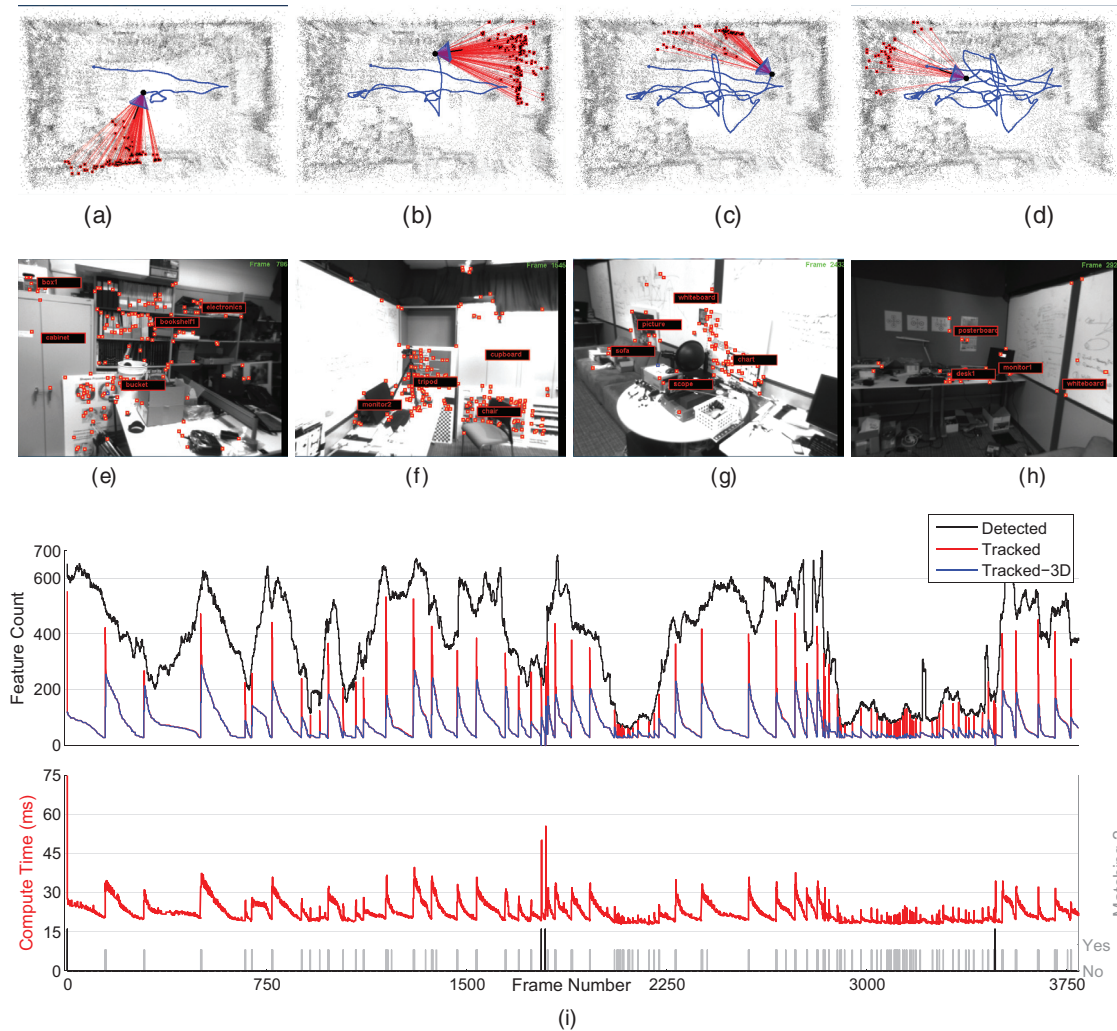 (a)
(b)
(c)
(d)
Frame 796
box1
electronics
bookshelf1
cabinet
bucket
cupboard
tripod
monitor2
chair
whiteboard
picture
sofa
chart
scope
posterboard
monitor1
desk1
whiteboard
(e)
(f)
(g)
(h)
Detected
Tracked
Tracked-3D
Feature Count
700
600
400
200
0
Compute Time (ms)
75
60
45
30
15
0
Yes
No
0
750
1500
Frame Number
2250
3000
3750
(i)